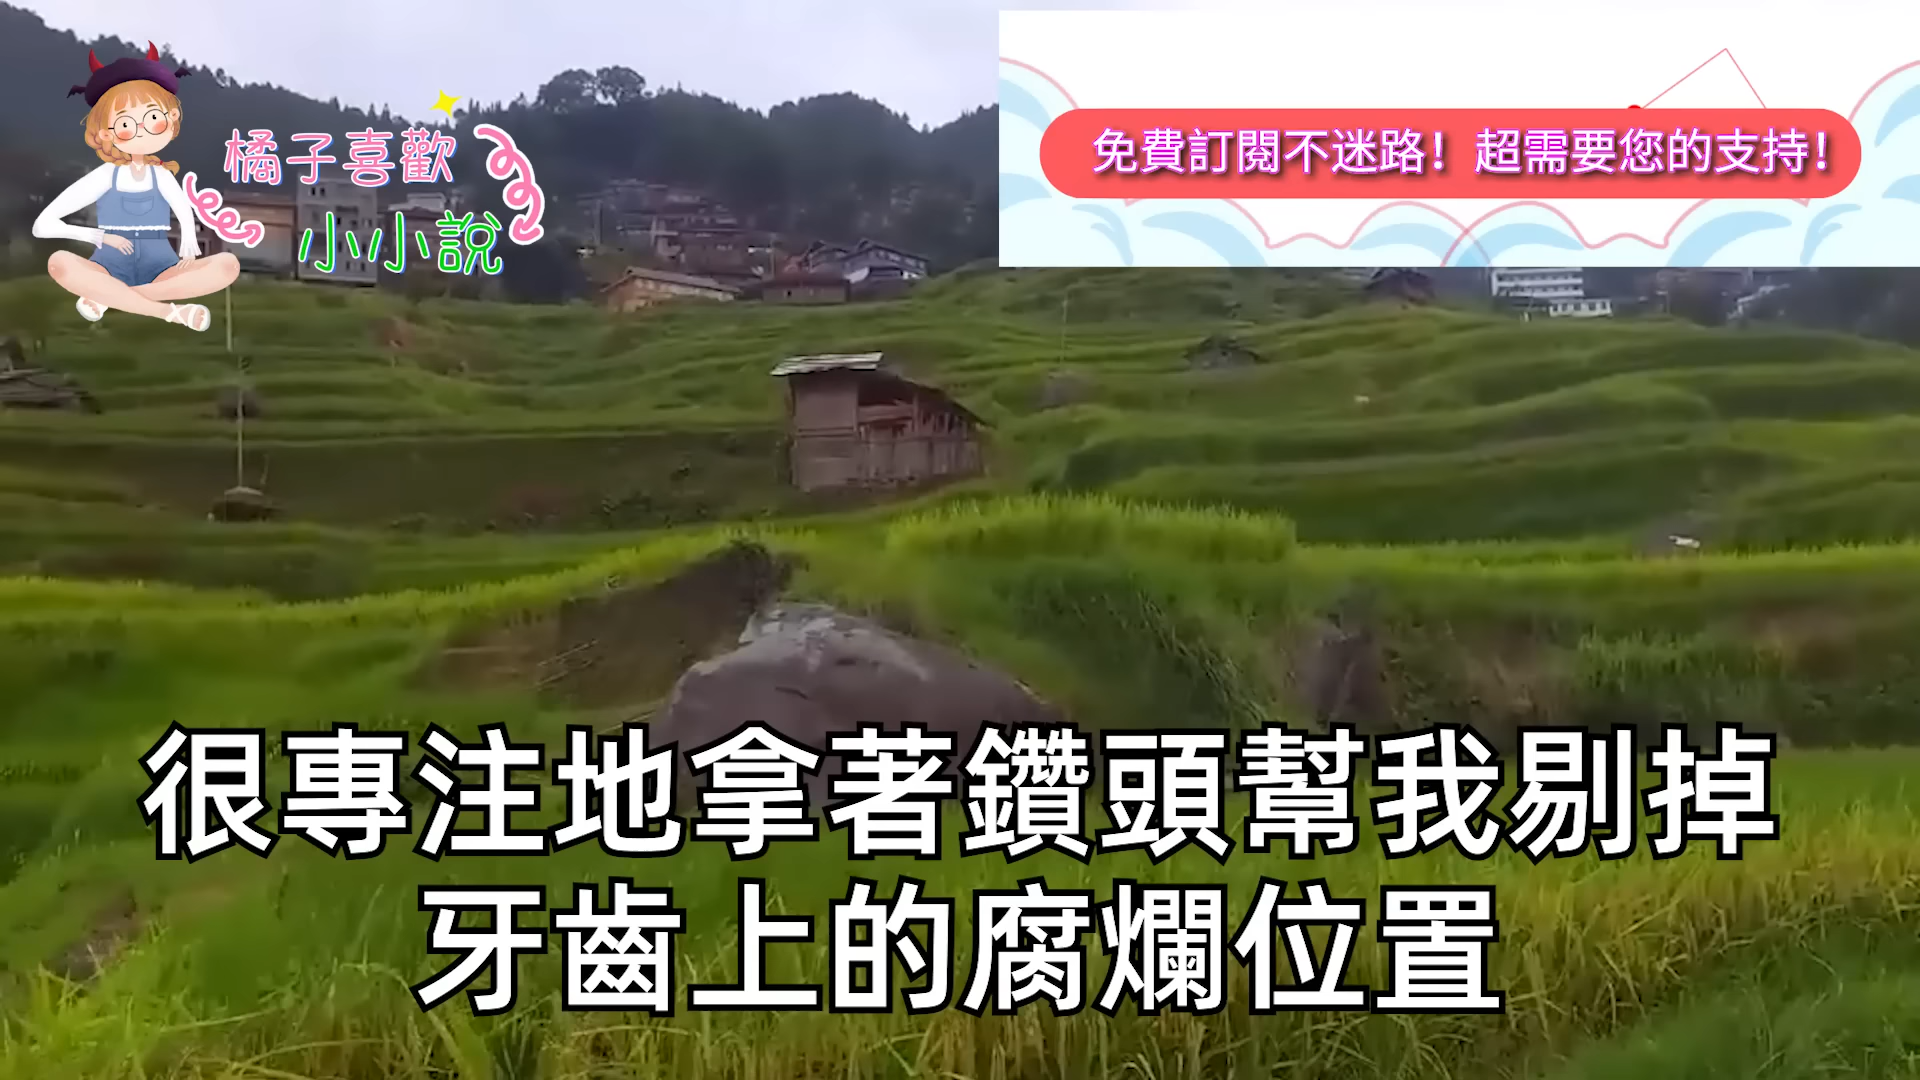 橘子喜歡
小小說
免費訂閱不迷路！超需要您的支持！
很專注地拿著鑽頭幫我剔掉
牙齒上的腐爛位置